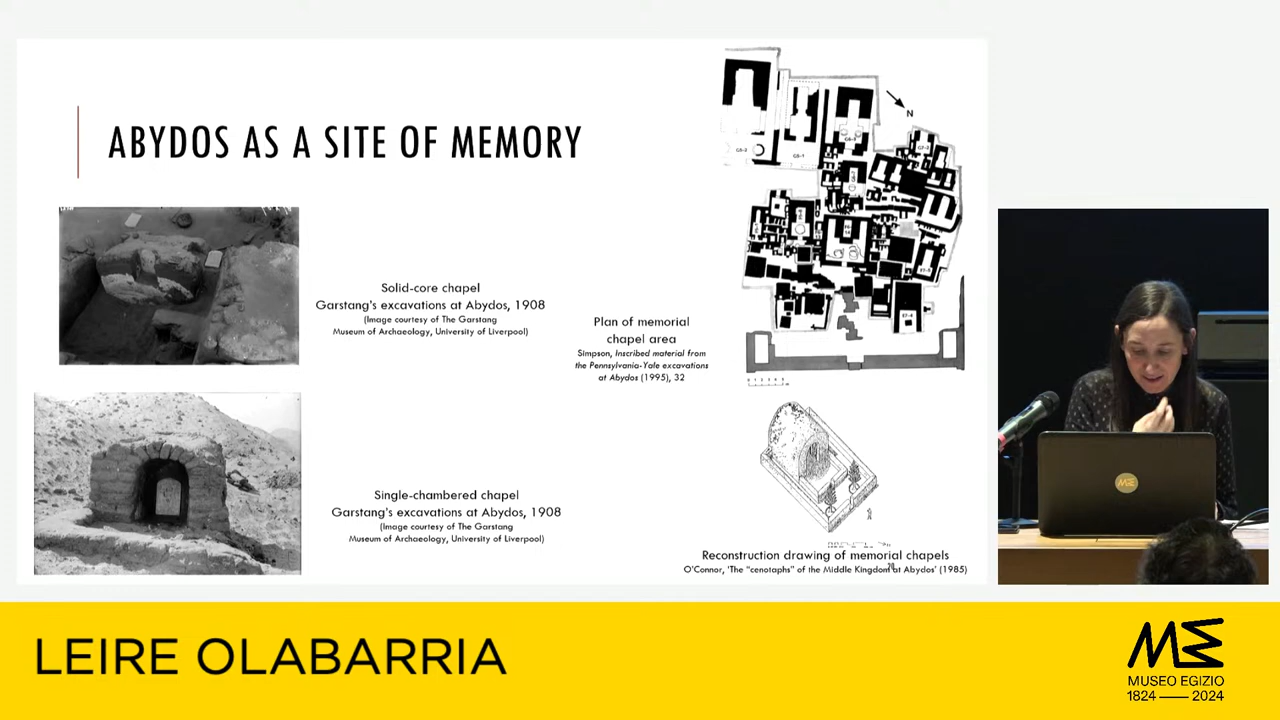 ABYDOS AS A SITE OF MEMORY
Solid-core chapel
Garstang's excavations at Abydos, 1908
(Image courtesy of The Garstang
Museum of Archaeology, University of Liverpool)
Single-chambered chapel
Garstang's excavations at Abydos, 1908
(Image courtesy of The Garstang
Museum of Archaeology, University of Liverpool)
Plan of memorial
chapel area
Simpson, Inscribed material from
the Pennsylvania-Yale excavations
at Abydos (1995), 32
N
Reconstruction drawing of memorial chapels
O'Connor, 'The "cenotaphs" of the Middle Kingdom at Abydos' (1985)
LEIRE OLABARRIA
MUSEO EGIZIO
1824 — 2024